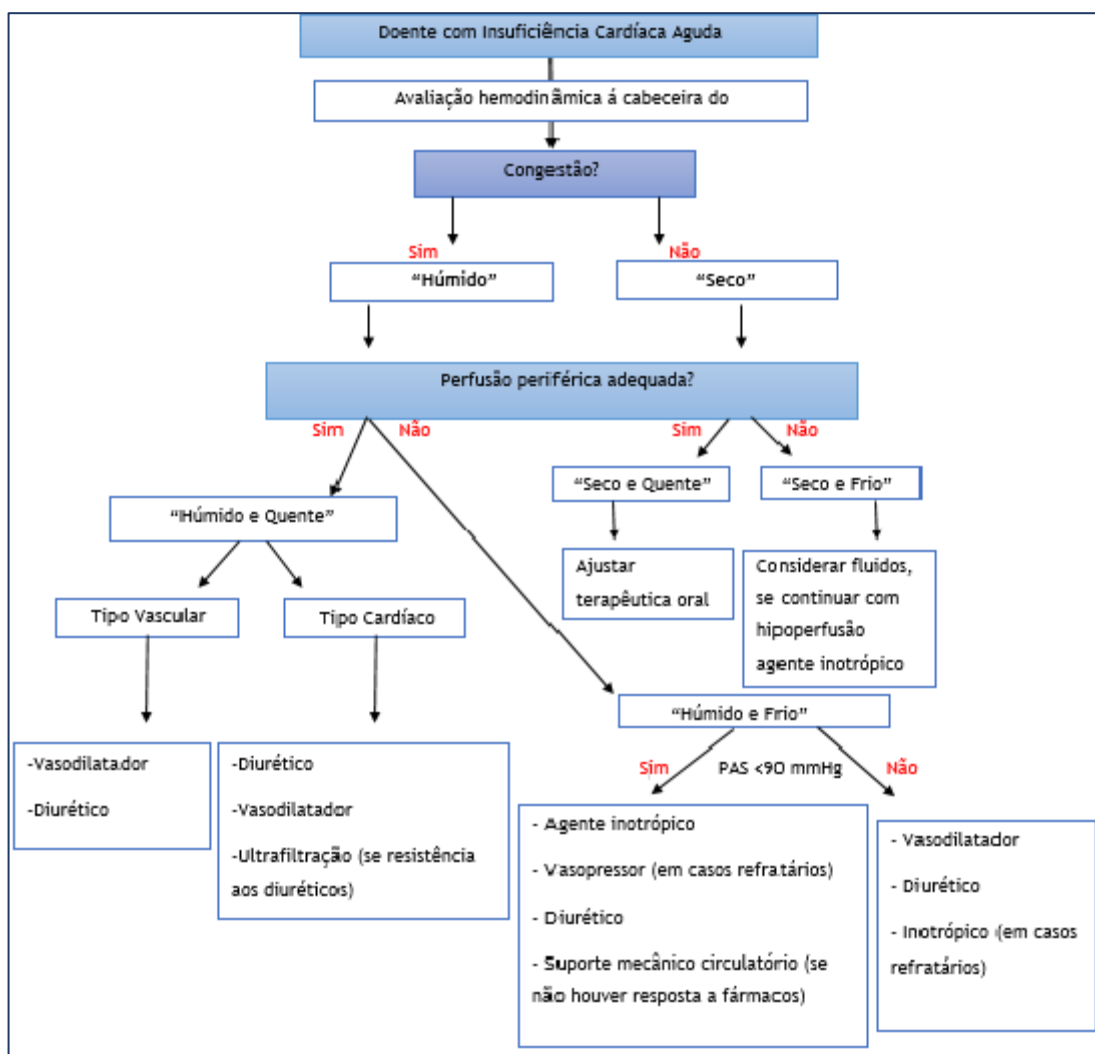 Doente com Insuficiência Cardíaca Aguda
Avaliação hemodinâmica á cabeceira do
Congestão?
Sim
Não
“Húmido”
“Seco”
Perfusão periférica adequada?
Sim
Não
Sim
Não
“Seco e Quente”
“Seco e Frio”
“Húmido e Quente”
Ajustar
terapêutica oral
Considerar fluidos,
se continuar com
hipoperfusão
agente inotrópico
Tipo Vascular
Tipo Cardíaco
“Húmido e Frio”
Sim
PAS <90 mmHg
Não
-Vasodilatador
-Diurético
-Diurético
-Vasodilatador
-Ultrafiltração (se resistência
aos diuréticos)
- Agente inotrópico
- Vasopressor (em casos refratários)
- Diurético
- Suporte mecânico circulatório (se
não houver resposta a fármacos)
- Vasodilatador
- Diurético
- Inotrópico (em casos
refratários)